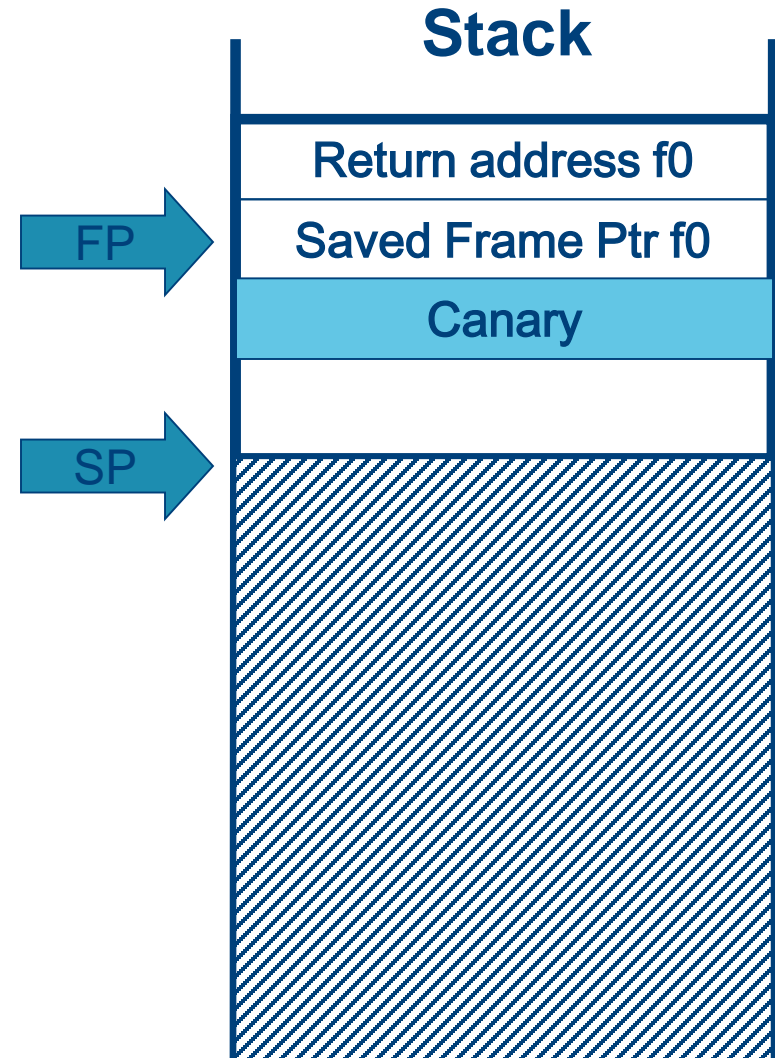 Stack
Return address f0
FP
Saved Frame Ptr f0
Canary
SP